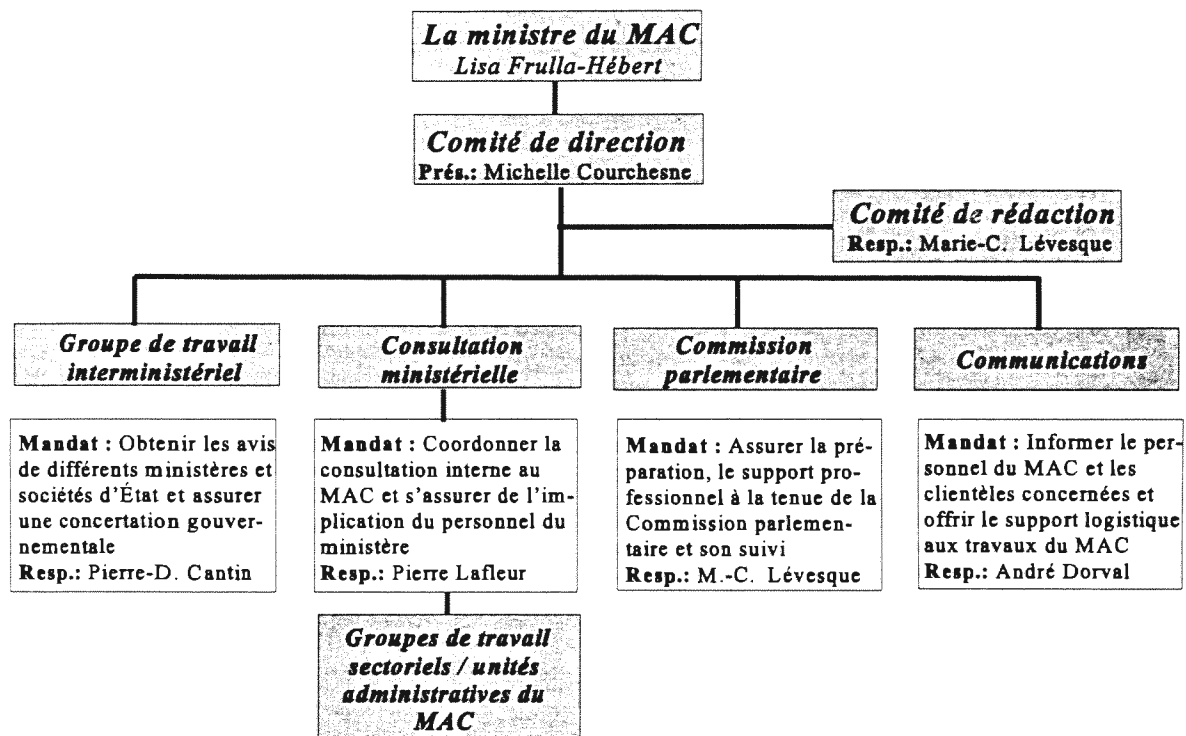 La ministre du MAC
Lisa Frulla-Hébert
Comité de direction
Prés.: Michelle Courchesne
Comité de rédaction
Resp.: Marie-C. Lévesque
Groupe de travail
interministériel
Mandat : Obtenir les avis
de différents ministères et
sociétés d'État et assurer
une concertation gouver-
nementale
Resp.: Pierre-D. Cantin
Consultation
ministérielle
Mandat : Coordonner la
consultation interne au
MAC et s'assurer de l'im-
plication du personnel du
ministère
Resp.: Pierre Lafleur
Groupes de travail
sectoriels / unités
administratives du
MAC
Commission
parlementaire
Mandat : Assurer la pré-
paration, le support pro-
fessionnel à la tenue de la
Commission parlemen-
taire et son suivi
Resp.: M.-C. Lévesque
Communications
Mandat : Informer le per-
sonnel du MAC et les
clientèles concernées et
offrir le support logistique
aux travaux du MAC
Resp.: André Dorval